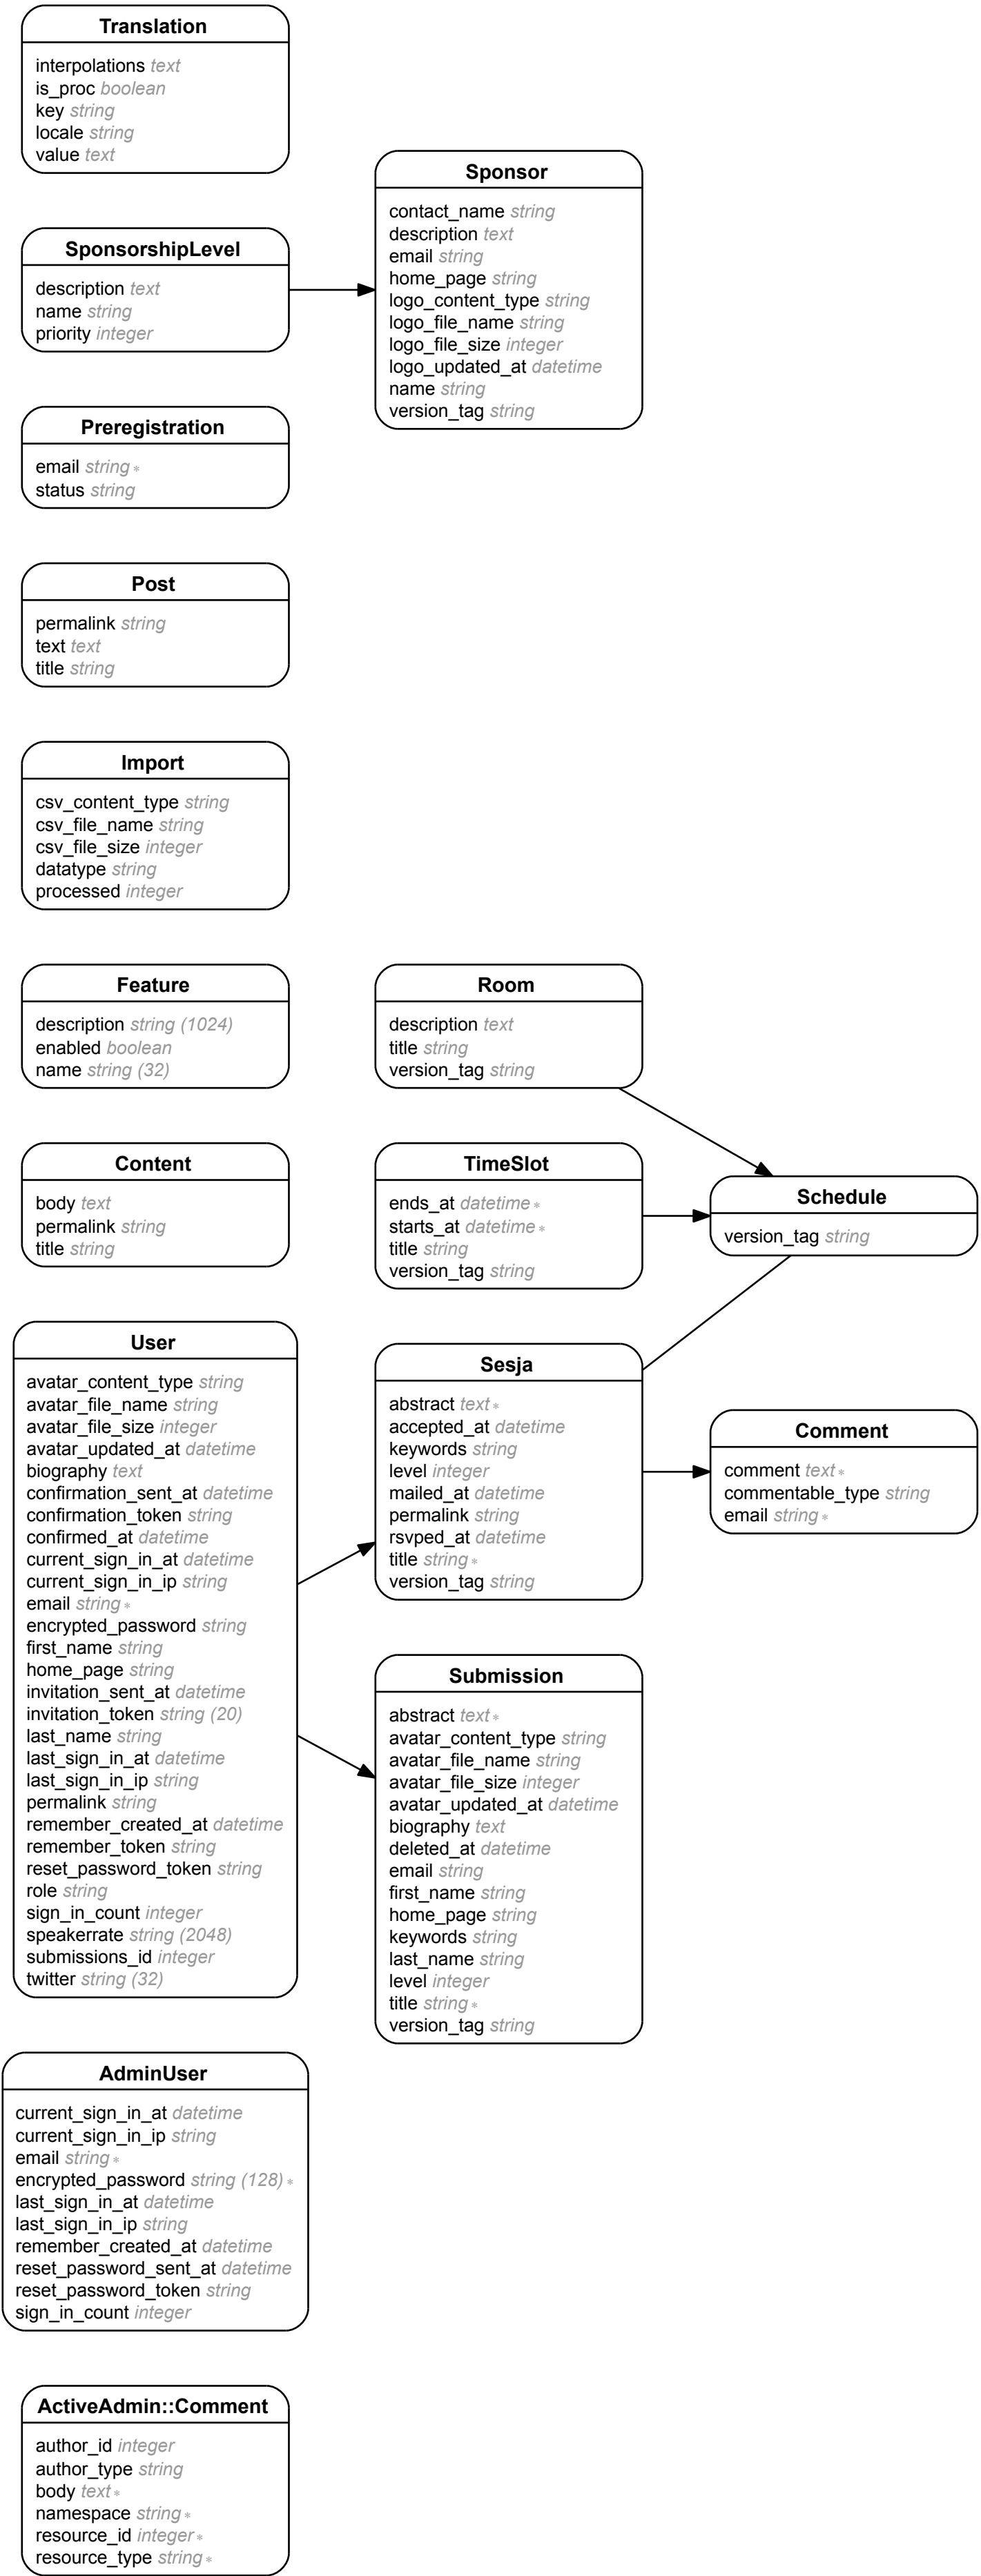 Translation
interpolations text
is_proc boolean
key string
locale string
value text
Sponsor
contact_name string
description text
email string
home_page string
logo_content_type string
logo_file_name string
logo_file_size integer
logo_updated_at datetime
name string
version_tag string
SponsorshipLevel
description text
name string
priority integer
Preregistration
email string *
status string
Post
permalink string
text text
title string
Import
csv_content_type string
csv_file_name string
csv_file_size integer
datatype string
processed integer
Feature
description string (1024)
enabled boolean
name string (32)
Room
description text
title string
version_tag string
Content
body text
permalink string
title string
TimeSlot
ends_at datetime *
starts_at datetime *
title string
version_tag string
Schedule
version_tag string
User
avatar_content_type string
avatar_file_name string
avatar_file_size integer
avatar_updated_at datetime
biography text
confirmation_sent_at datetime
confirmation_token string
confirmed_at datetime
current_sign_in_at datetime
current_sign_in_ip string
email string *
encrypted_password string
first_name string
home_page string
invitation_sent_at datetime
invitation_token string (20)
last_name string
last_sign_in_at datetime
last_sign_in_ip string
permalink string
remember_created_at datetime
remember_token string
reset_password_token string
role string
sign_in_count integer
speakerrate string (2048)
submissions_id integer
twitter string (32)
Sesja
abstract text *
accepted_at datetime
keywords string
level integer
mailed_at datetime
permalink string
rsvped_at datetime
title string *
version_tag string
Comment
comment text *
commentable_type string
email string *
Submission
abstract text *
avatar_content_type string
avatar_file_name string
avatar_file_size integer
avatar_updated_at datetime
biography text
deleted_at datetime
email string
first_name string
home_page string
keywords string
last_name string
level integer
title string *
version_tag string
AdminUser
current_sign_in_at datetime
current_sign_in_ip string
email string *
encrypted_password string (128) *
last_sign_in_at datetime
last_sign_in_ip string
remember_created_at datetime
reset_password_sent_at datetime
reset_password_token string
sign_in_count integer
ActiveAdmin::Comment
author_id integer
author_type string
body text *
namespace string *
resource_id integer *
resource_type string *